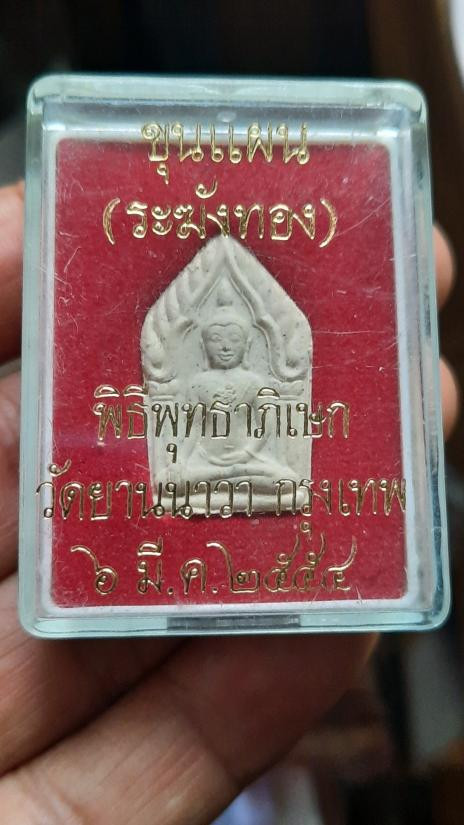 ขุนแผน
(ระฆังทอง)
พิธีพุทธาภิเษก
วัดยานนาวา กรุงเทพ
๖ มี.ค.๒๕๕๔